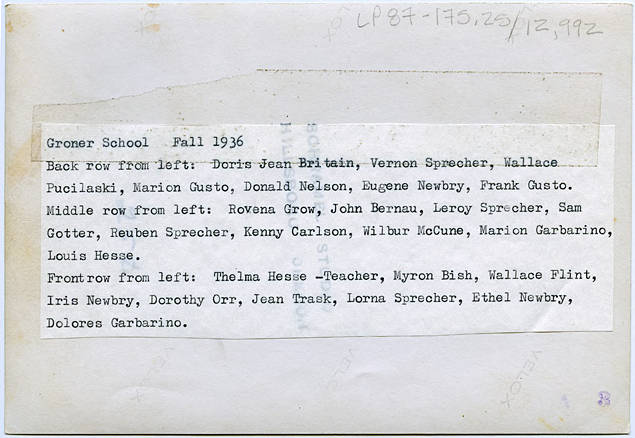 LP87-175.25/12,992
Groner School Fall 1936
Back row from left: Doris Jean Britain, Vernon Sprecher, Wallace
Pucilaski, Marion Gusto, Donald Nelson, Eugene Newbry, Frank Gusto.
Middle row from left: Rovena Grow, John Bernau, Leroy Sprecher, Sam
Gotter, Reuben Sprecher, Kenny Carlson, Wilbur McCune, Marion Garbarino,
Louis Hesse.
Frontrow from left: Thelma Hesse -Teacher, Myron Bish, Wallace Flint,
Iris Newbry, Dorothy Orr, Jean Trask, Lorna Sprecher, Ethel Newbry,
Dolores Garbarino.
VELOX
VELOX